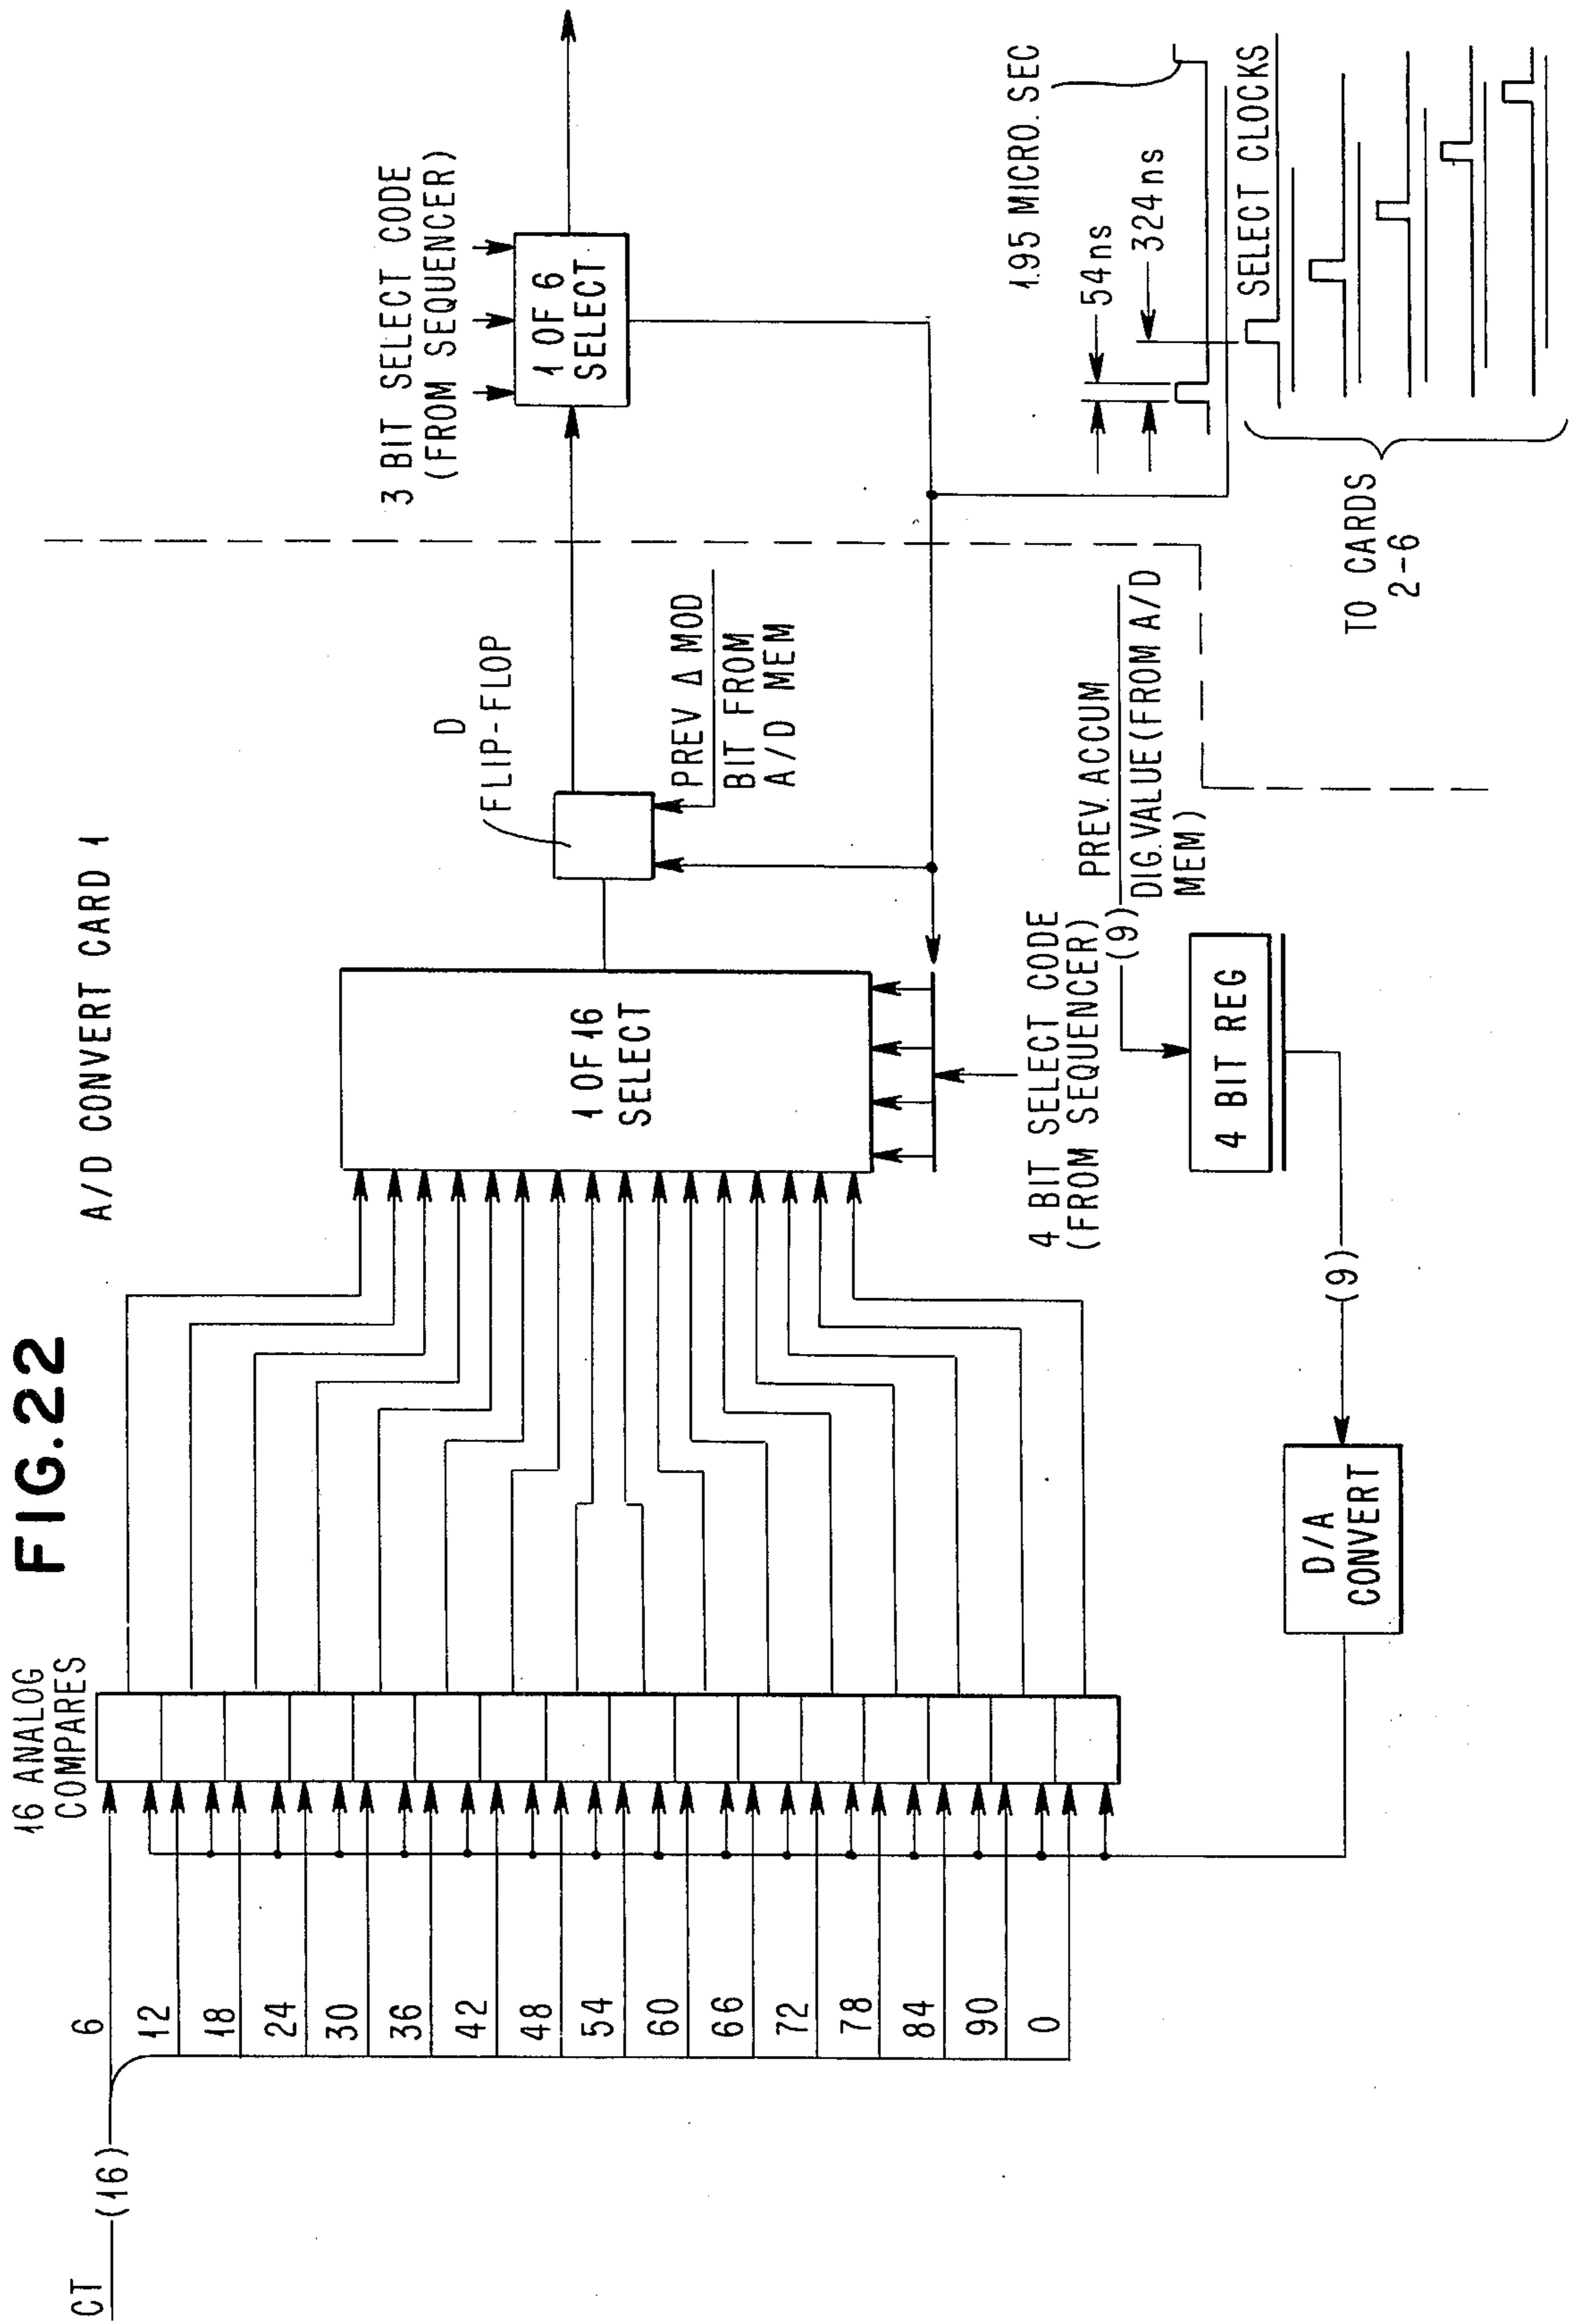 FIG.22
A/D CONVERT CARD 1
CT
(16)
16 ANALOG
COMPARES
6
12
18
24
30
36
42
48
54
60
66
72
78
84
90
0
1 OF 16
SELECT
4 BIT SELECT CODE
(FROM SEQUENCER)
D
FLIP-FLOP
PREV Δ MOD
BIT FROM
A/D MEM
3 BIT SELECT CODE
(FROM SEQUENCER)
1 OF 6
SELECT
(9)
PREV. ACCUM
DIG. VALUE (FROM A/D
MEM)
4 BIT REG
(9)
D/A
CONVERT
1.95 MICRO. SEC
54ns
324ns
SELECT CLOCKS
TO CARDS
2-6